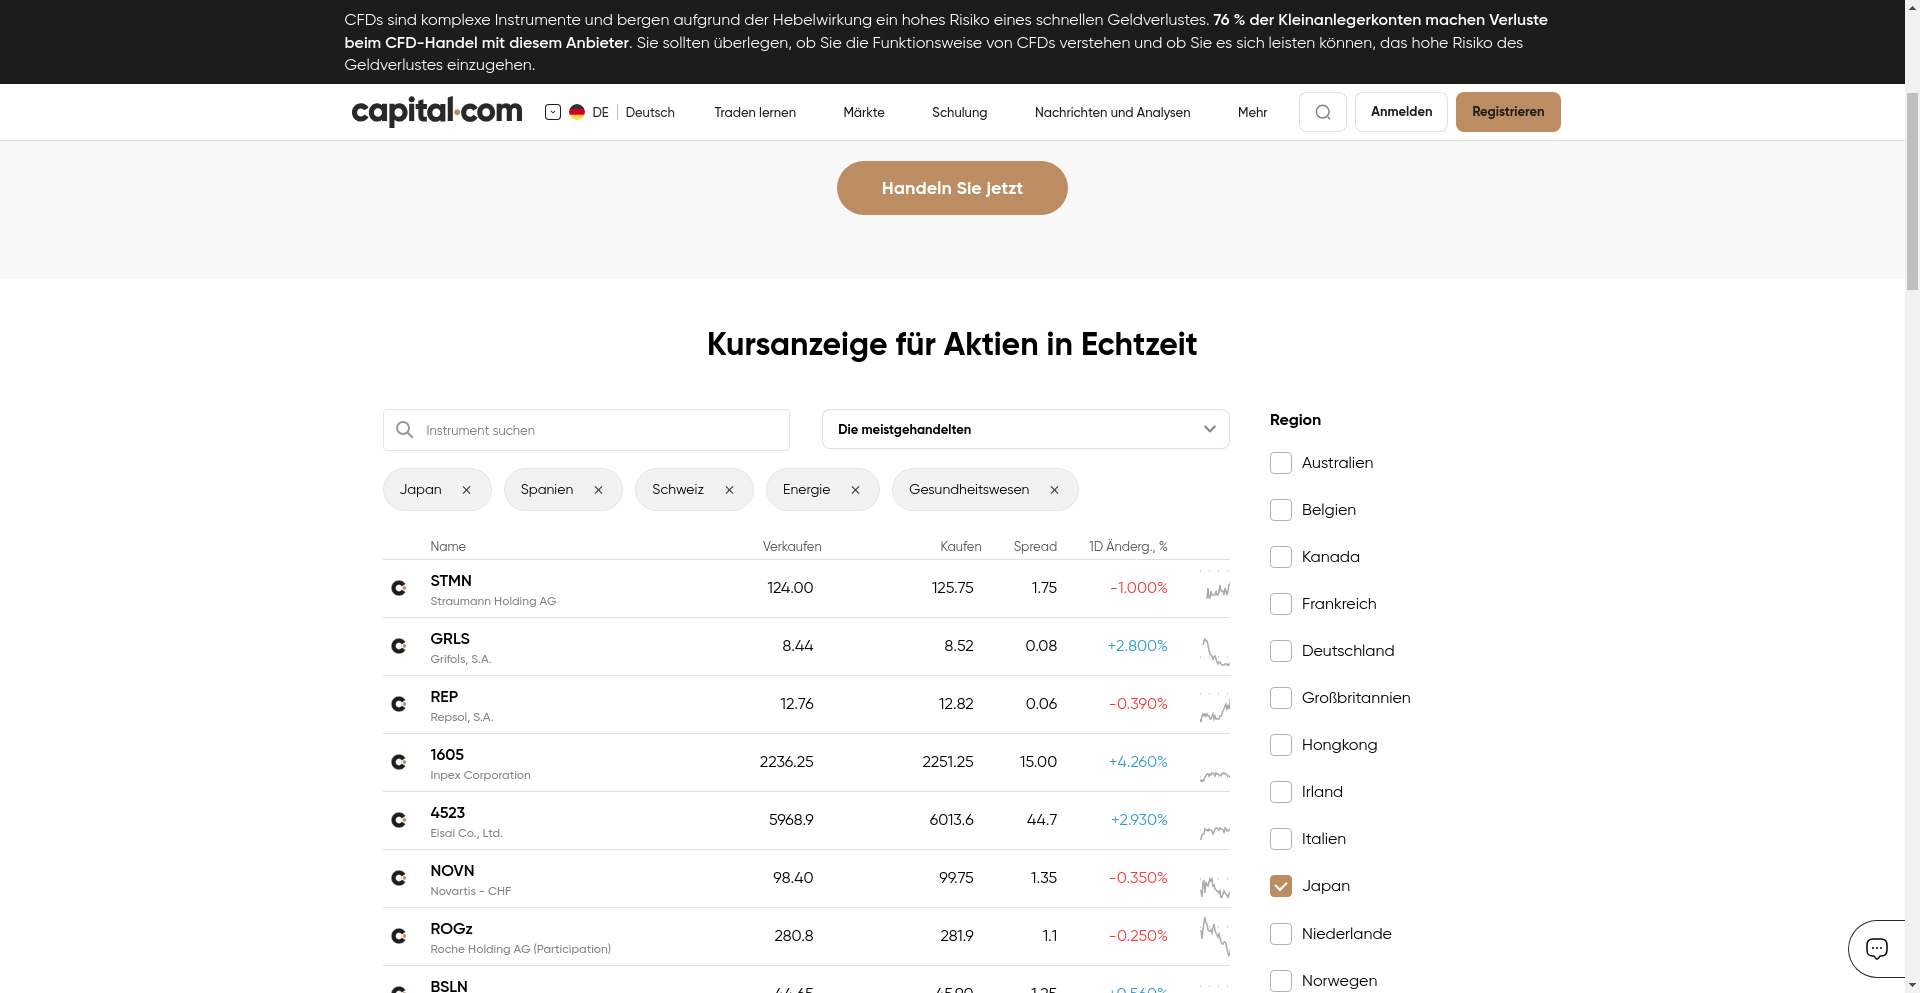 CFDs sind komplexe Instrumente und bergen aufgrund der Hebelwirkung ein hohes Risiko eines schnellen Geldverlustes. 76 % der Kleinanlegerkonten machen Verluste
beim CFD-Handel mit diesem Anbieter. Sie sollten überlegen, ob Sie die Funktionsweise von CFDs verstehen und ob Sie es sich leisten können, das hohe Risiko des
Geldverlustes einzugehen.
capital.com DE Deutsch Traden lernen Märkte Schulung Nachrichten und Analysen Mehr Anmelden Registrieren
Handeln Sie jetzt
Kursanzeige für Aktien in Echtzeit
Instrument suchen Die meistgehandelten
Japan Spanien Schweiz Energie Gesundheitswesen
Name Verkaufen Kaufen Spread 1D Änderg., %
STMN 124.00 125.75 1.75 -1.000%
Straumann Holding AG
GRLS 8.44 8.52 0.08 +2.800%
Grifols, S.A.
REP 12.76 12.82 0.06 -0.390%
Repsol, S.A.
1605 2236.25 2251.25 15.00 +4.260%
Inpex Corporation
4523 5968.9 6013.6 44.7 +2.930%
Eisai Co., Ltd.
NOVN 98.40 99.75 1.35 -0.350%
Novartis - CHF
ROGz 280.8 281.9 1.1 -0.250%
Roche Holding AG (Participation)
BSLN 44.65 45.90 1.25 +0.560%
Region
Australien
Belgien
Kanada
Frankreich
Deutschland
Großbritannien
Hongkong
Irland
Italien
Japan
Niederlande
Norwegen